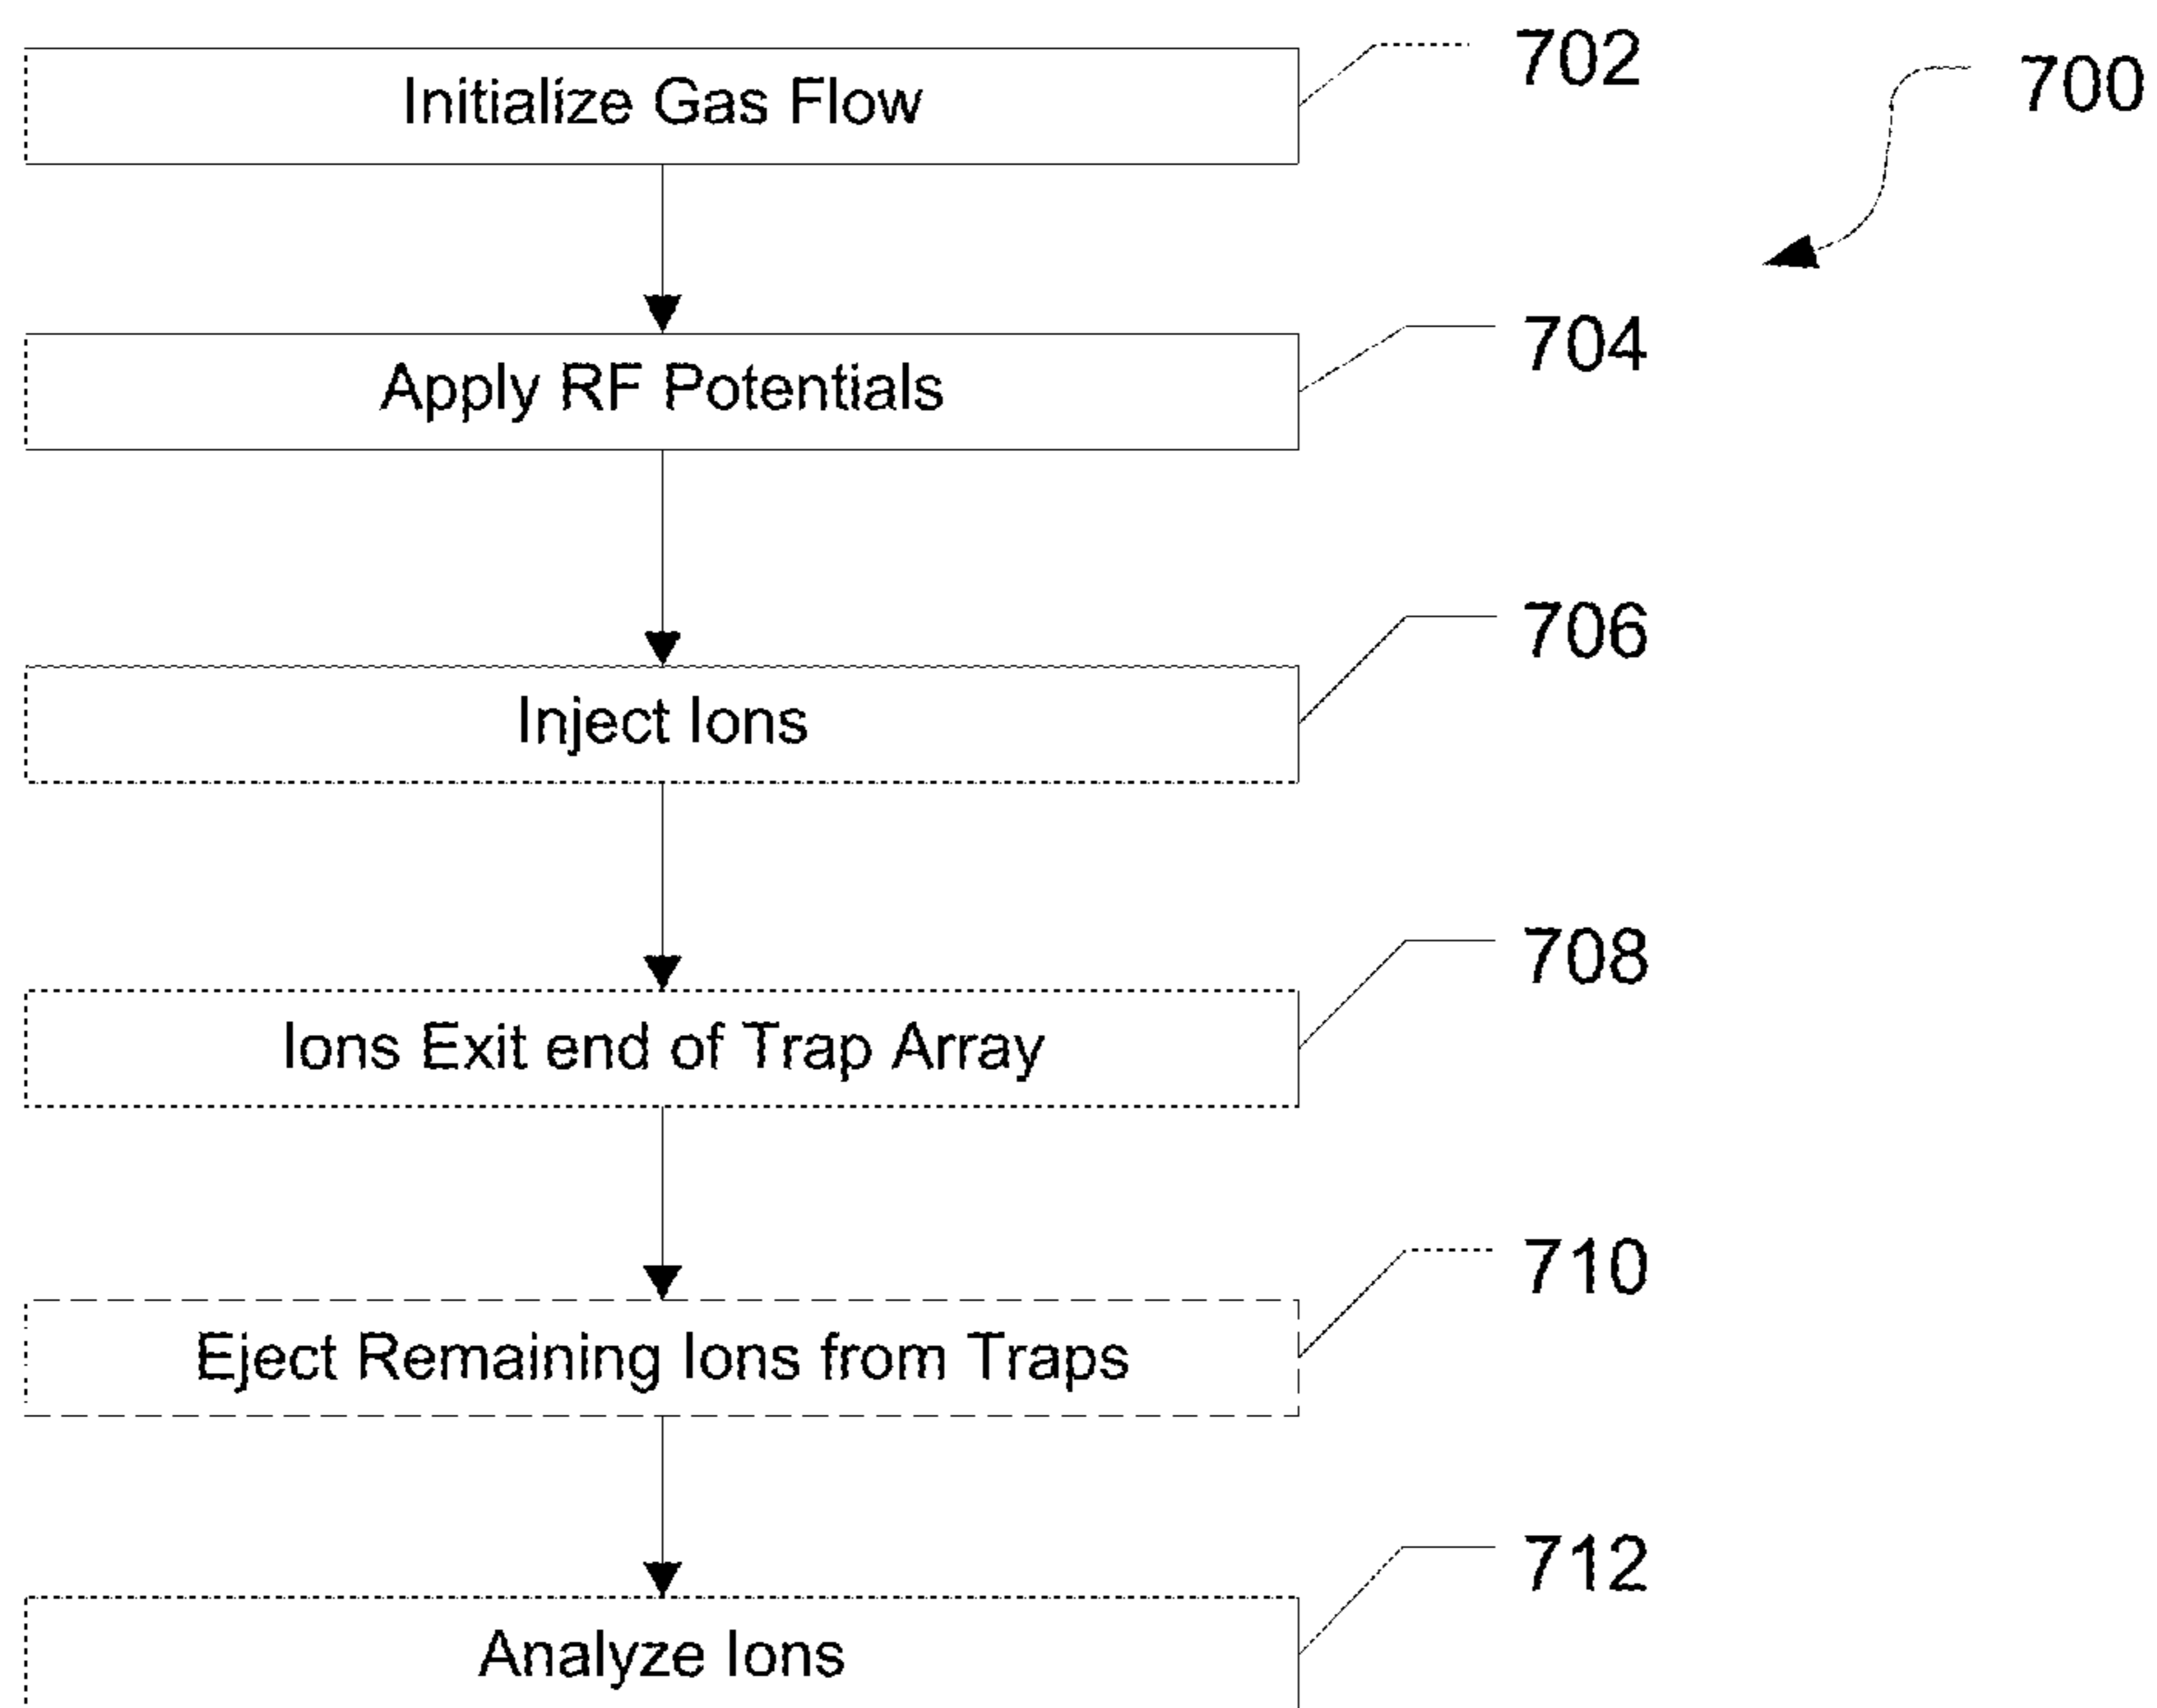 Initialize Gas Flow
702
700
Apply RF Potentials
704
Inject Ions
706
Ions Exit end of Trap Array
708
Eject Remaining Ions from Traps
710
Analyze Ions
712